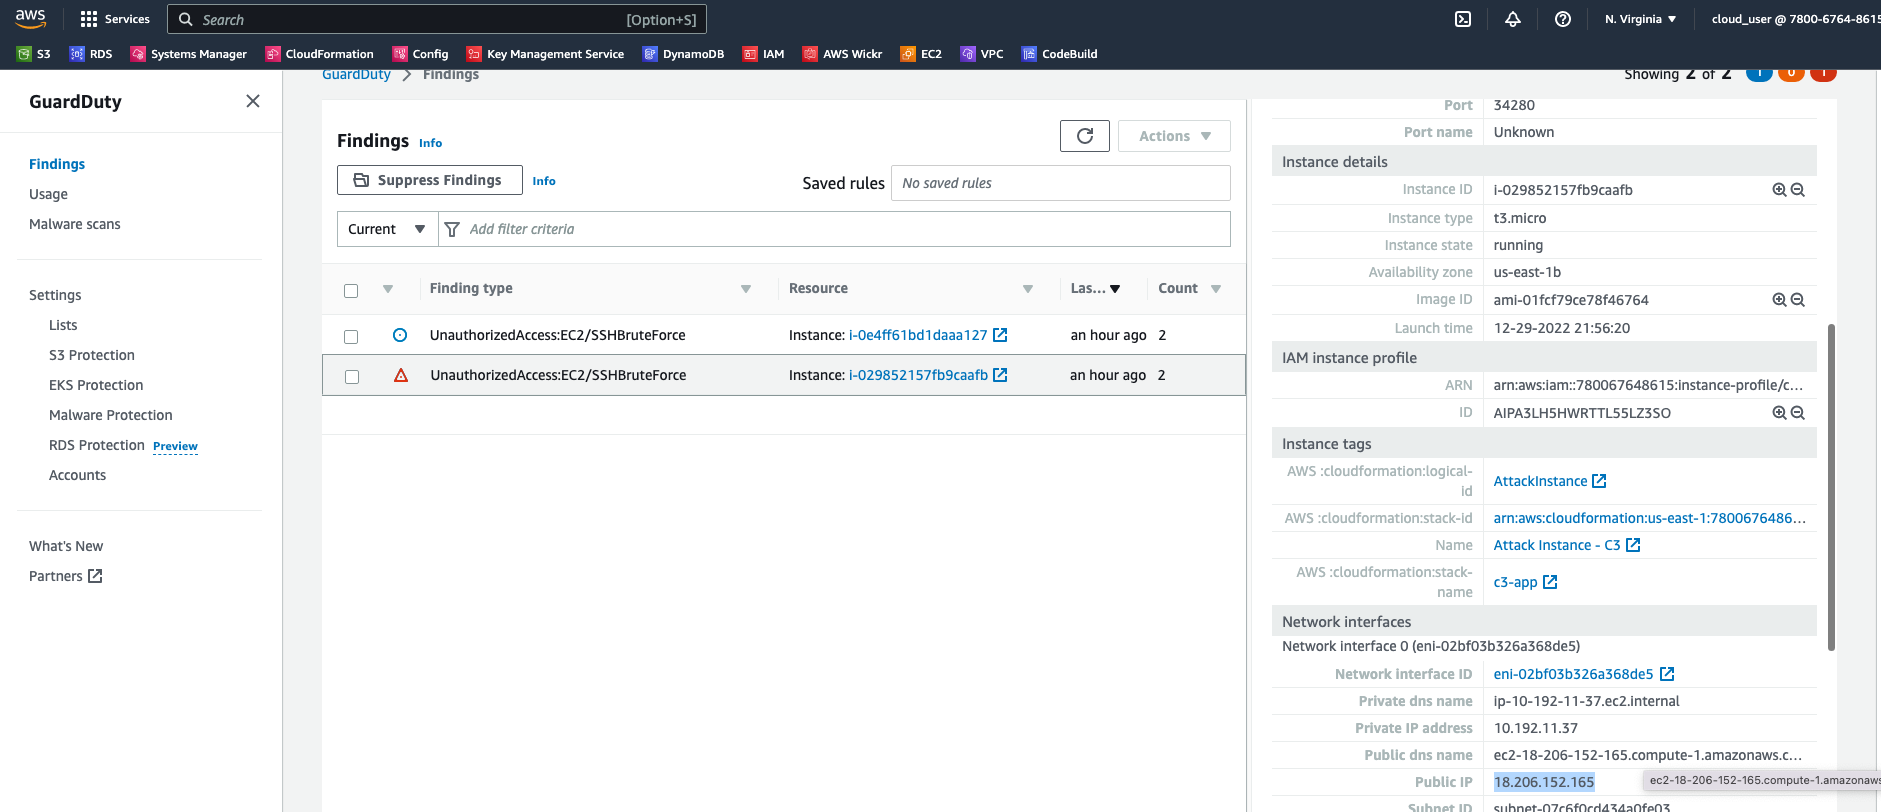 aws
Services
Search
[Option+S]
N. Virginia
cloud_user @ 7800-6764-8615
S3
RDS
Systems Manager
CloudFormation
Config
Key Management Service
DynamoDB
IAM
AWS Wickr
EC2
VPC
CodeBuild
GuardDuty
Findings
Usage
Malware scans
Settings
Lists
S3 Protection
EKS Protection
Malware Protection
RDS Protection Preview
Accounts
What's New
Partners
GuardDuty > Findings
Showing 2 of 2
1
0
1
Findings Info
Actions
Suppress Findings Info
Saved rules
No saved rules
Current
Add filter criteria
Finding type
Resource
Las...
Count
UnauthorizedAccess:EC2/SSHBruteForce
Instance: i-0e4ff61bd1daaa127
an hour ago
2
UnauthorizedAccess:EC2/SSHBruteForce
Instance: i-029852157fb9caafb
an hour ago
2
Port 34280
Port name Unknown
Instance details
Instance ID i-029852157fb9caafb
Instance type t3.micro
Instance state running
Availability zone us-east-1b
Image ID ami-01fcf79ce78f46764
Launch time 12-29-2022 21:56:20
IAM instance profile
ARN arn:aws:iam::780067648615:instance-profile/c...
ID AIPA3LH5HWRTTL55LZ3SO
Instance tags
AWS :cloudformation:logical-
id
AttackInstance
AWS :cloudformation:stack-id arn:aws:cloudformation:us-east-1:7800676486...
Name Attack Instance - C3
AWS :cloudformation:stack-
name
c3-app
Network interfaces
Network interface 0 (eni-02bf03b326a368de5)
Network interface ID eni-02bf03b326a368de5
Private dns name ip-10-192-11-37.ec2.internal
Private IP address 10.192.11.37
Public dns name ec2-18-206-152-165.compute-1.amazonaws.c...
Public IP 18.206.152.165
ec2-18-206-152-165.compute-1.amazonaws
Subnet ID subnet-07c6f0cd434a0fe03